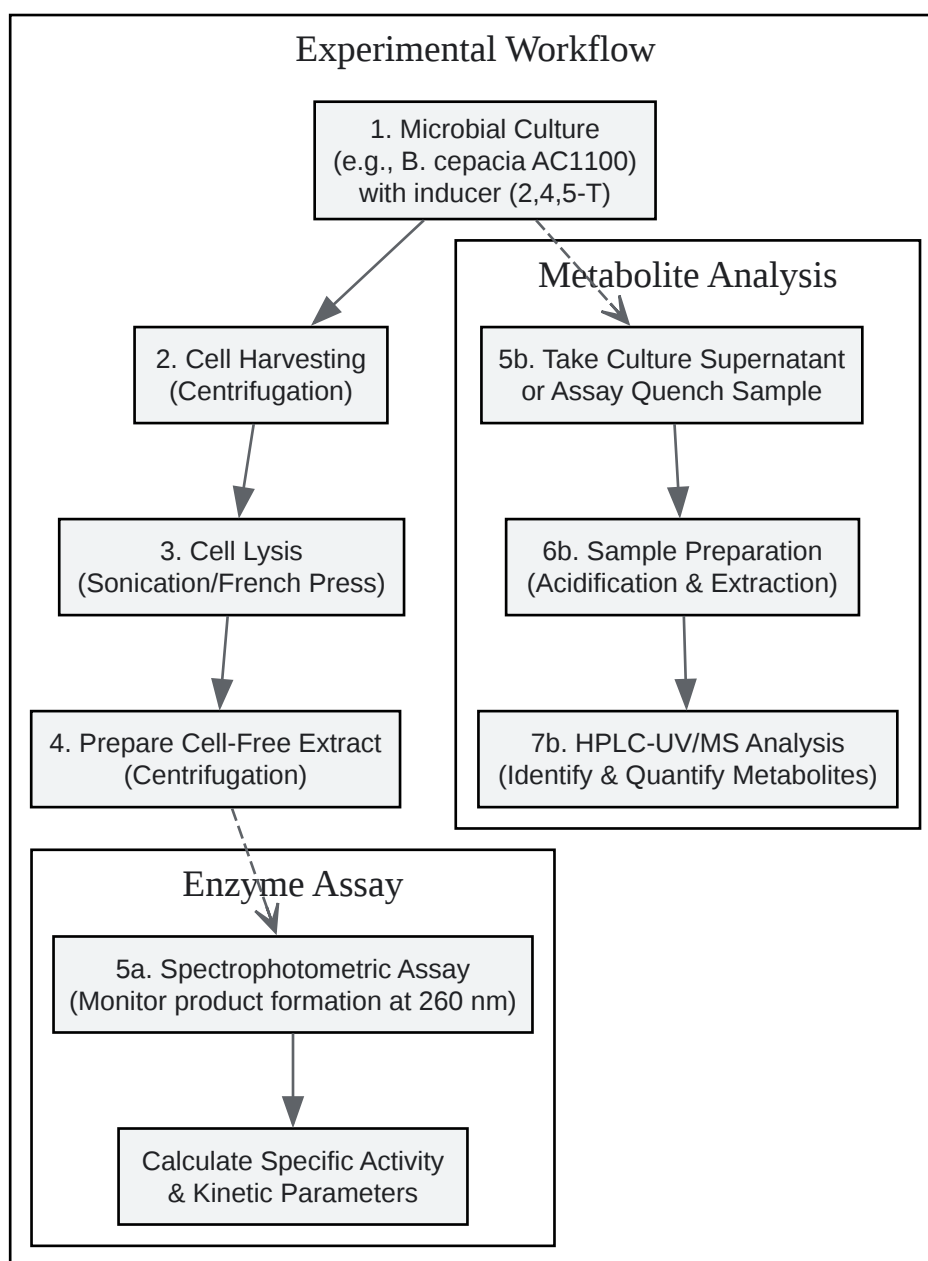 Experimental Workflow
1. Microbial Culture
(e.g., B. cepacia AC1100)
with inducer (2,4,5-T)
Metabolite Analysis
2. Cell Harvesting
(Centrifugation)
5b. Take Culture Supernatant
or Assay Quench Sample
3. Cell Lysis
(Sonication/French Press)
6b. Sample Preparation
(Acidification & Extraction)
4. Prepare Cell-Free Extract
(Centrifugation)
7b. HPLC-UV/MS Analysis
(Identify & Quantify Metabolites)
Enzyme Assay
5a. Spectrophotometric Assay
(Monitor product formation at 260 nm)
Calculate Specific Activity
& Kinetic Parameters